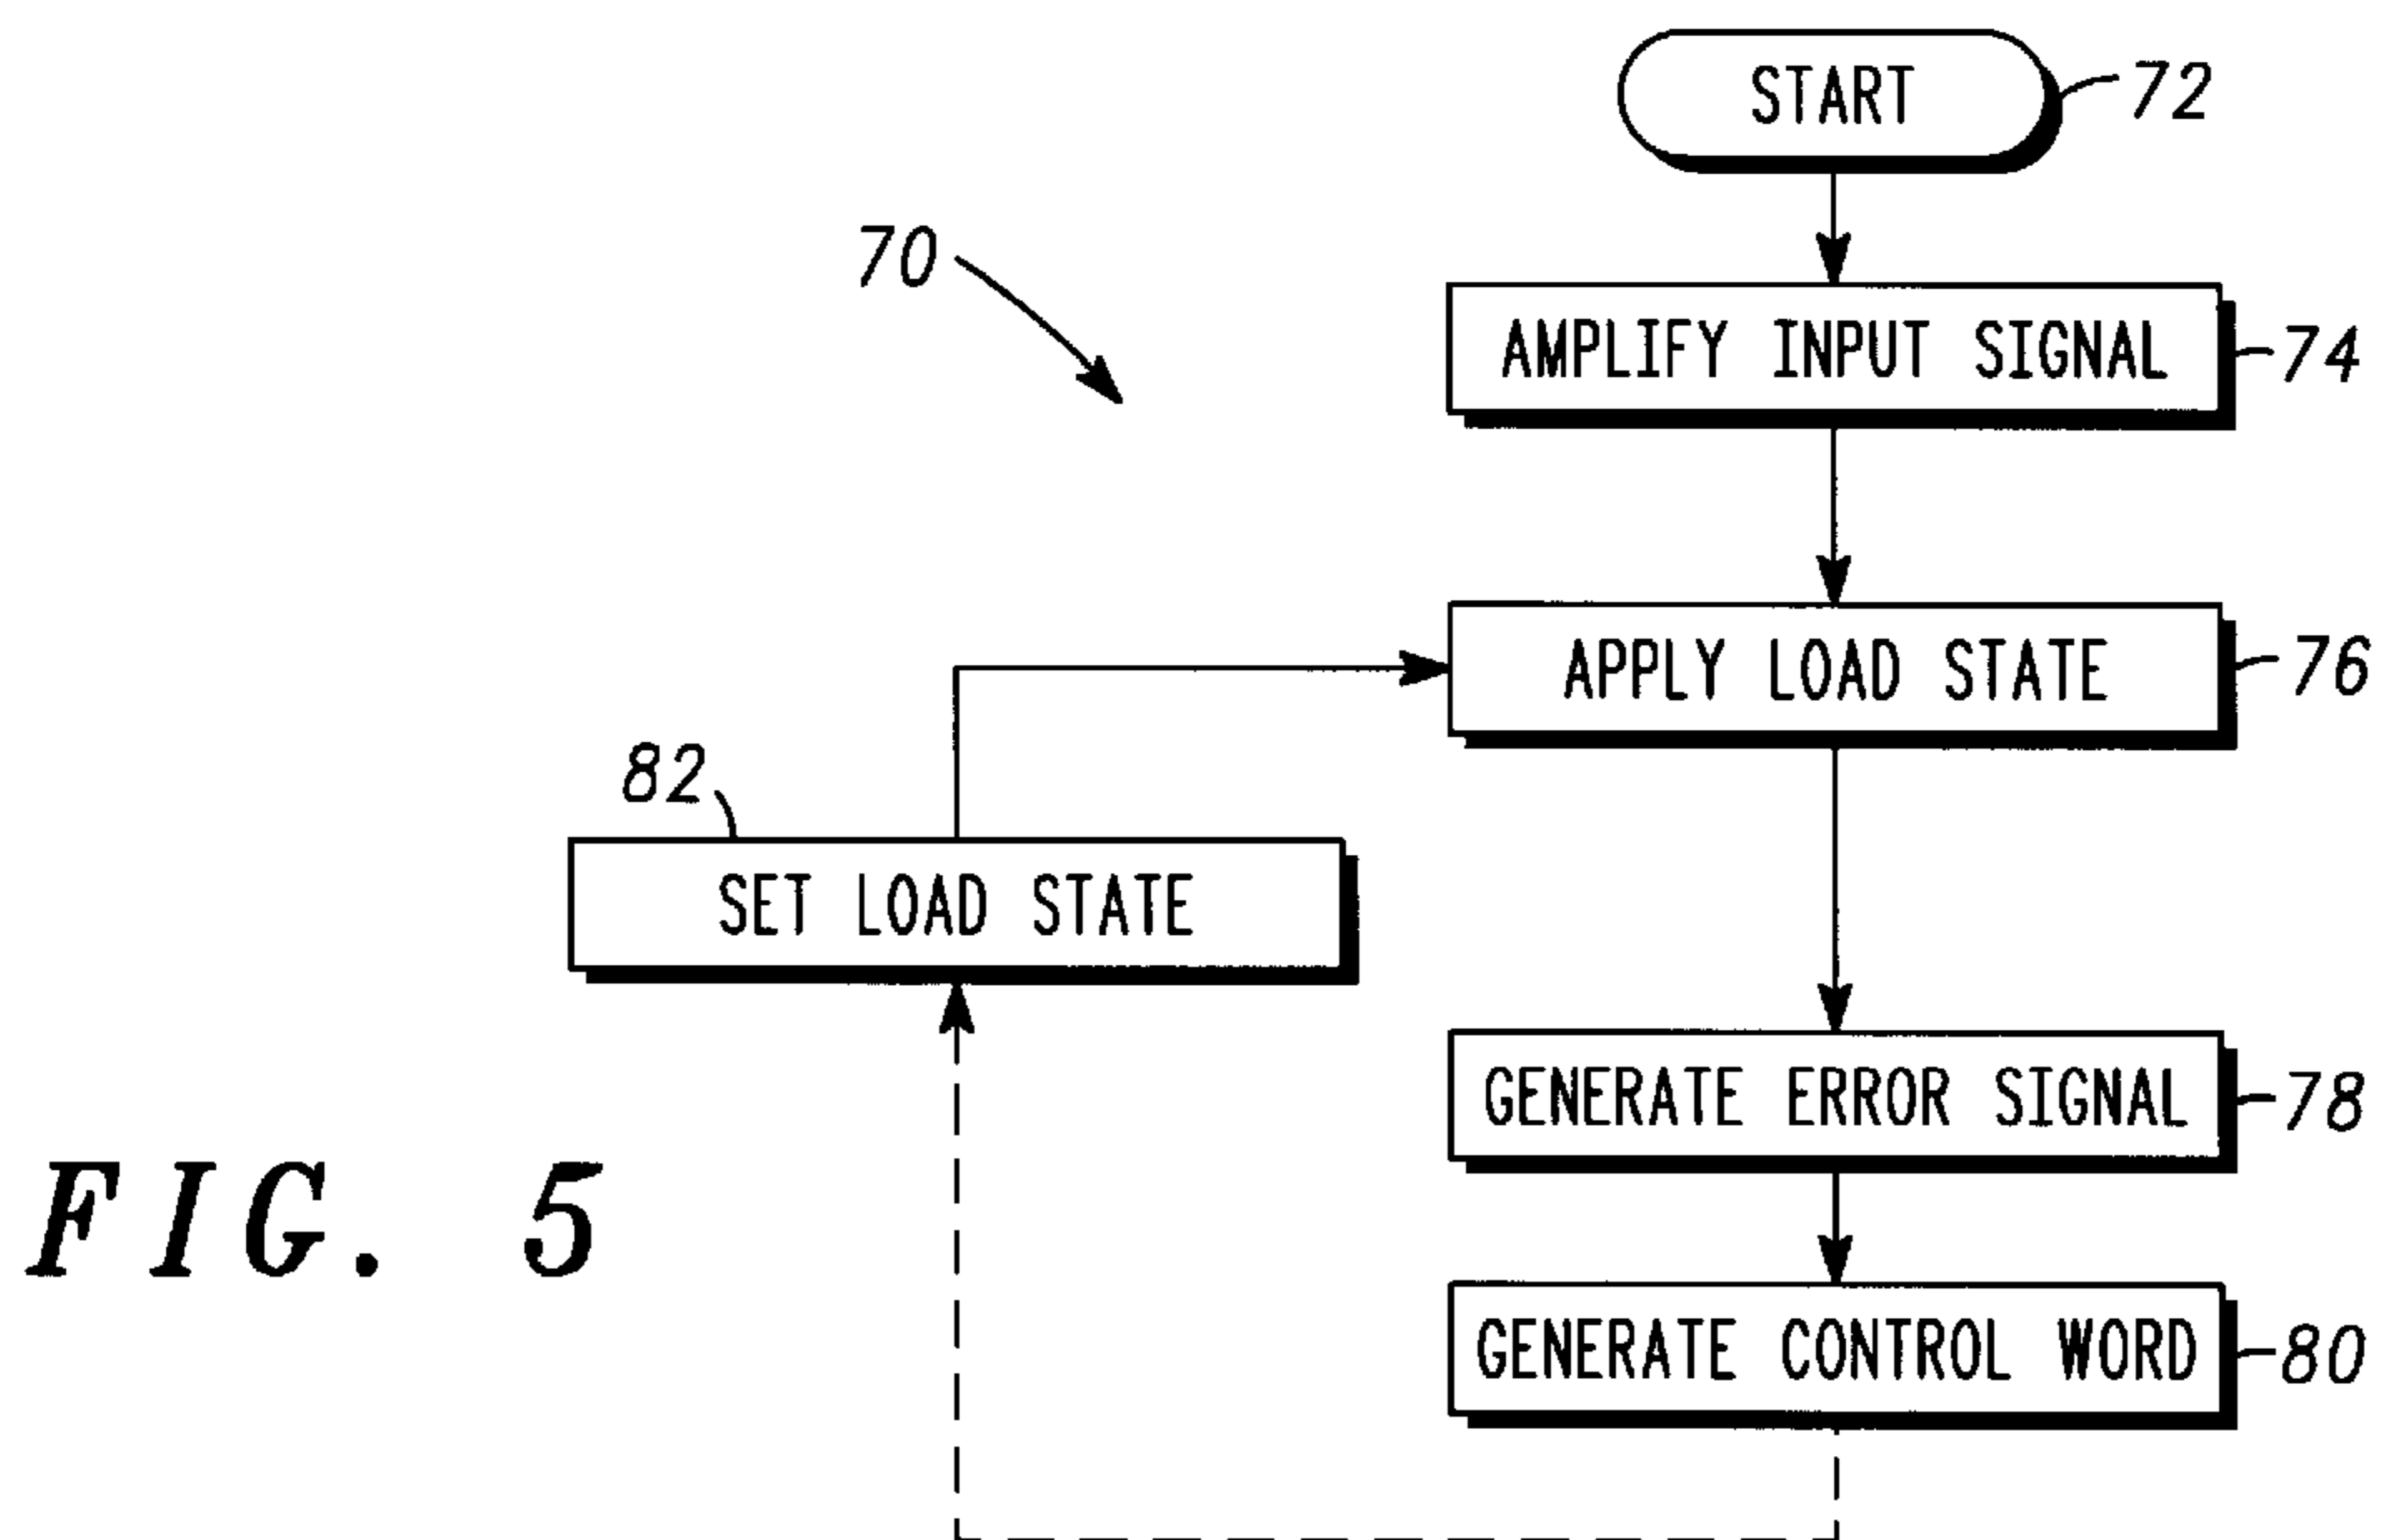 START
72
70
AMPLIFY INPUT SIGNAL
74
APPLY LOAD STATE
76
82
SET LOAD STATE
GENERATE ERROR SIGNAL
78
FIG. 5
GENERATE CONTROL WORD
80